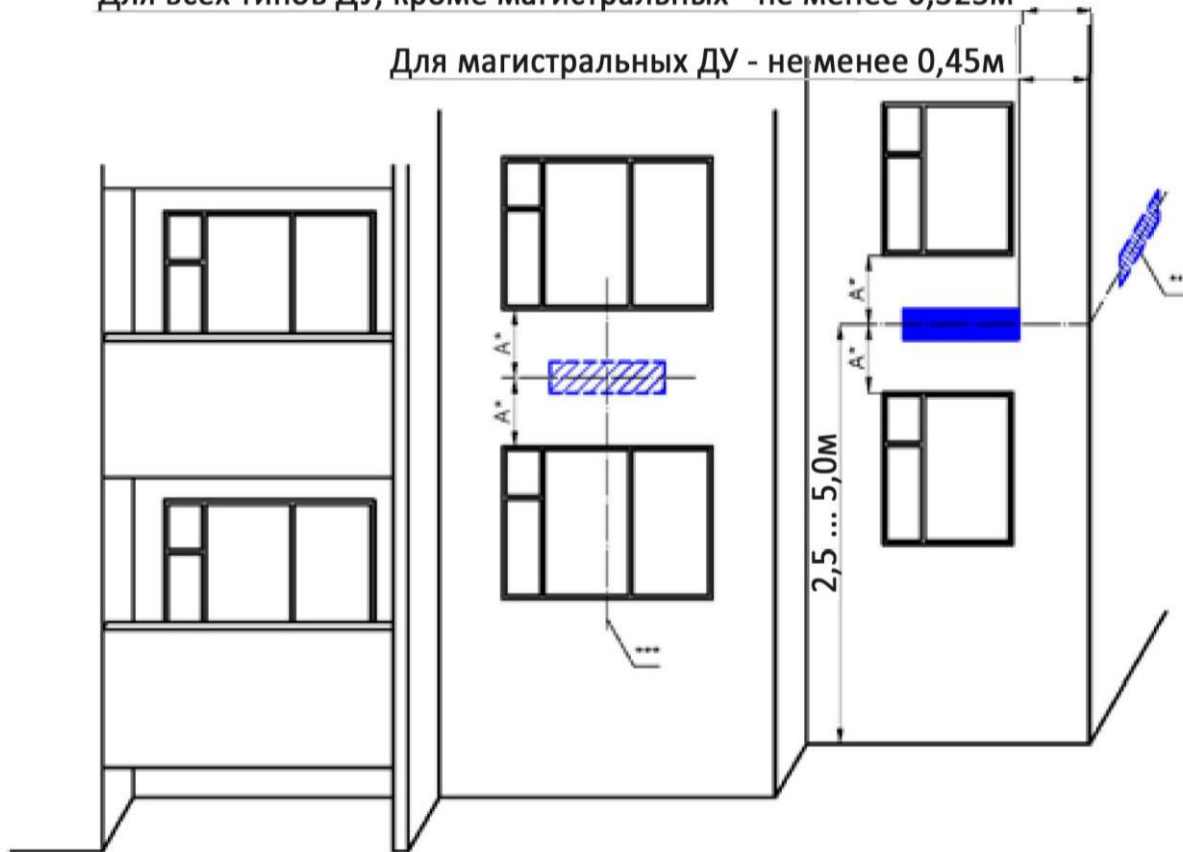 Для всех типов ДУ, кроме магистральных - не менее 0,325м
Для магистральных ДУ - не менее 0,45м
А*
А*
А*
А*
2,5 ... 5,0м
***